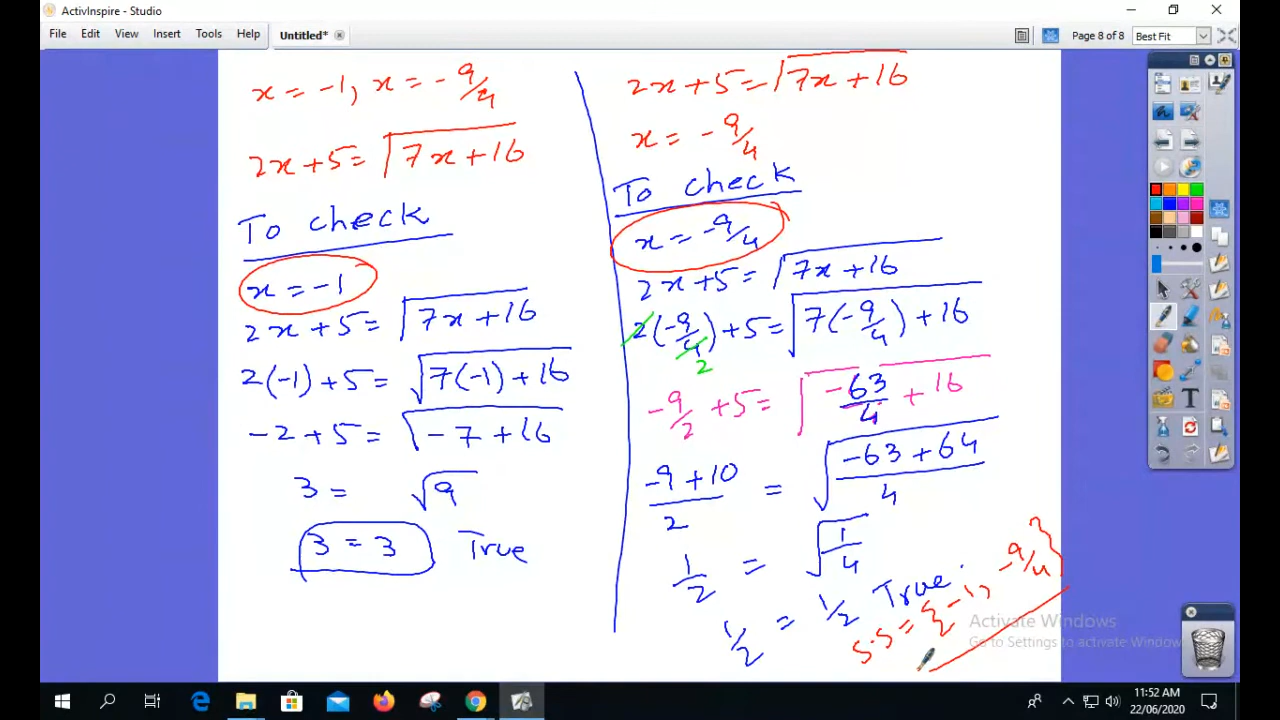 ActivInspire - Studio
File Edit View Insert Tools Help Untitled* Page 8 of 8 Best Fit
x = -1, x = -9/4
2x+5 = √7x+16
To check
x = -1
2x+5 = √7x+16
2(-1)+5 = √7(-1)+16
-2+5 = √-7+16
3 = √9
3 = 3 True
2x+5 = √7x+16
x = -9/4
To check
x = -9/4
2x+5 = √7x+16
2(-9/4)+5 = √7(-9/4)+16
2
-9/2 +5 = √-63/4 + 16
-9+10/2 = √-63+64/4
1/2 = √1/4
1/2 = 1/2 True.
S.S = {-1, -9/4}
Activate Windows
Go to Settings to activate Windows
11:52 AM
22/06/2020